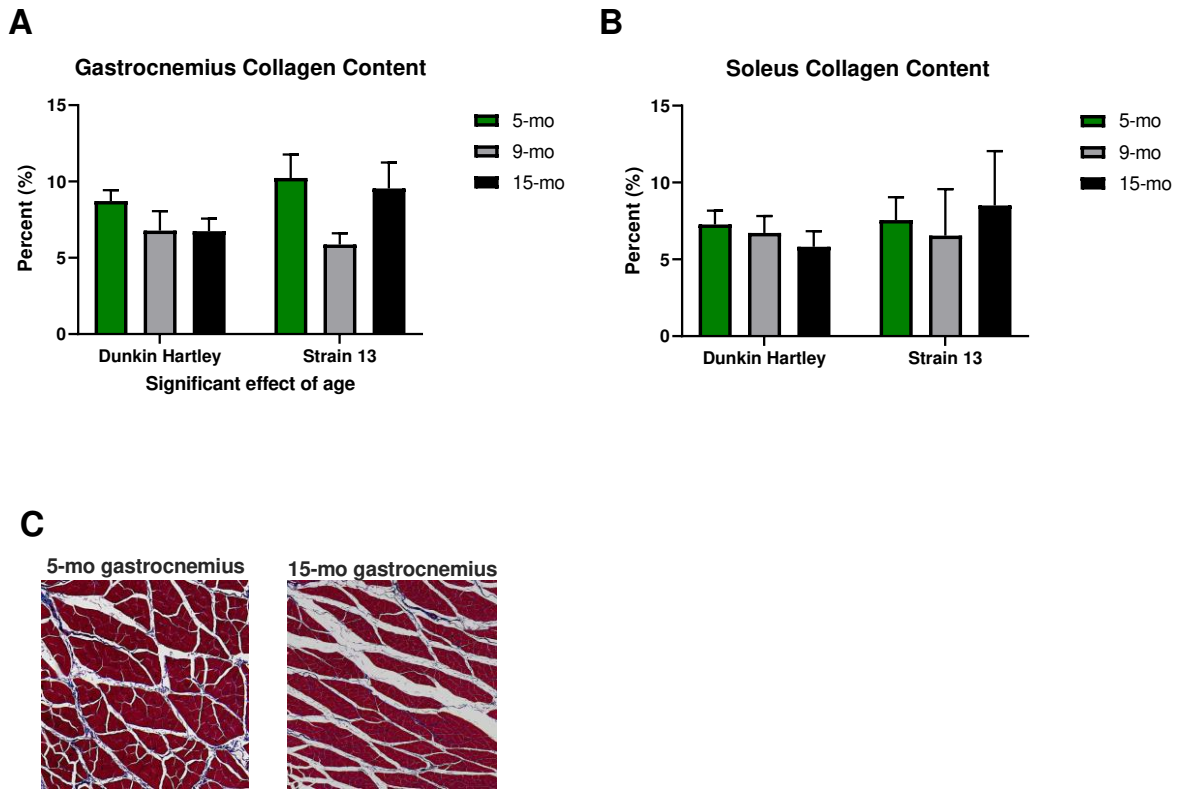 A
Gastrocnemius Collagen Content
15
10
5
0
Percent (%)
5-mo
9-mo
15-mo
Dunkin Hartley
Strain 13
Significant effect of age
B
Soleus Collagen Content
15
10
5
0
Percent (%)
5-mo
9-mo
15-mo
Dunkin Hartley
Strain 13
C
5-mo gastrocnemius
15-mo gastrocnemius